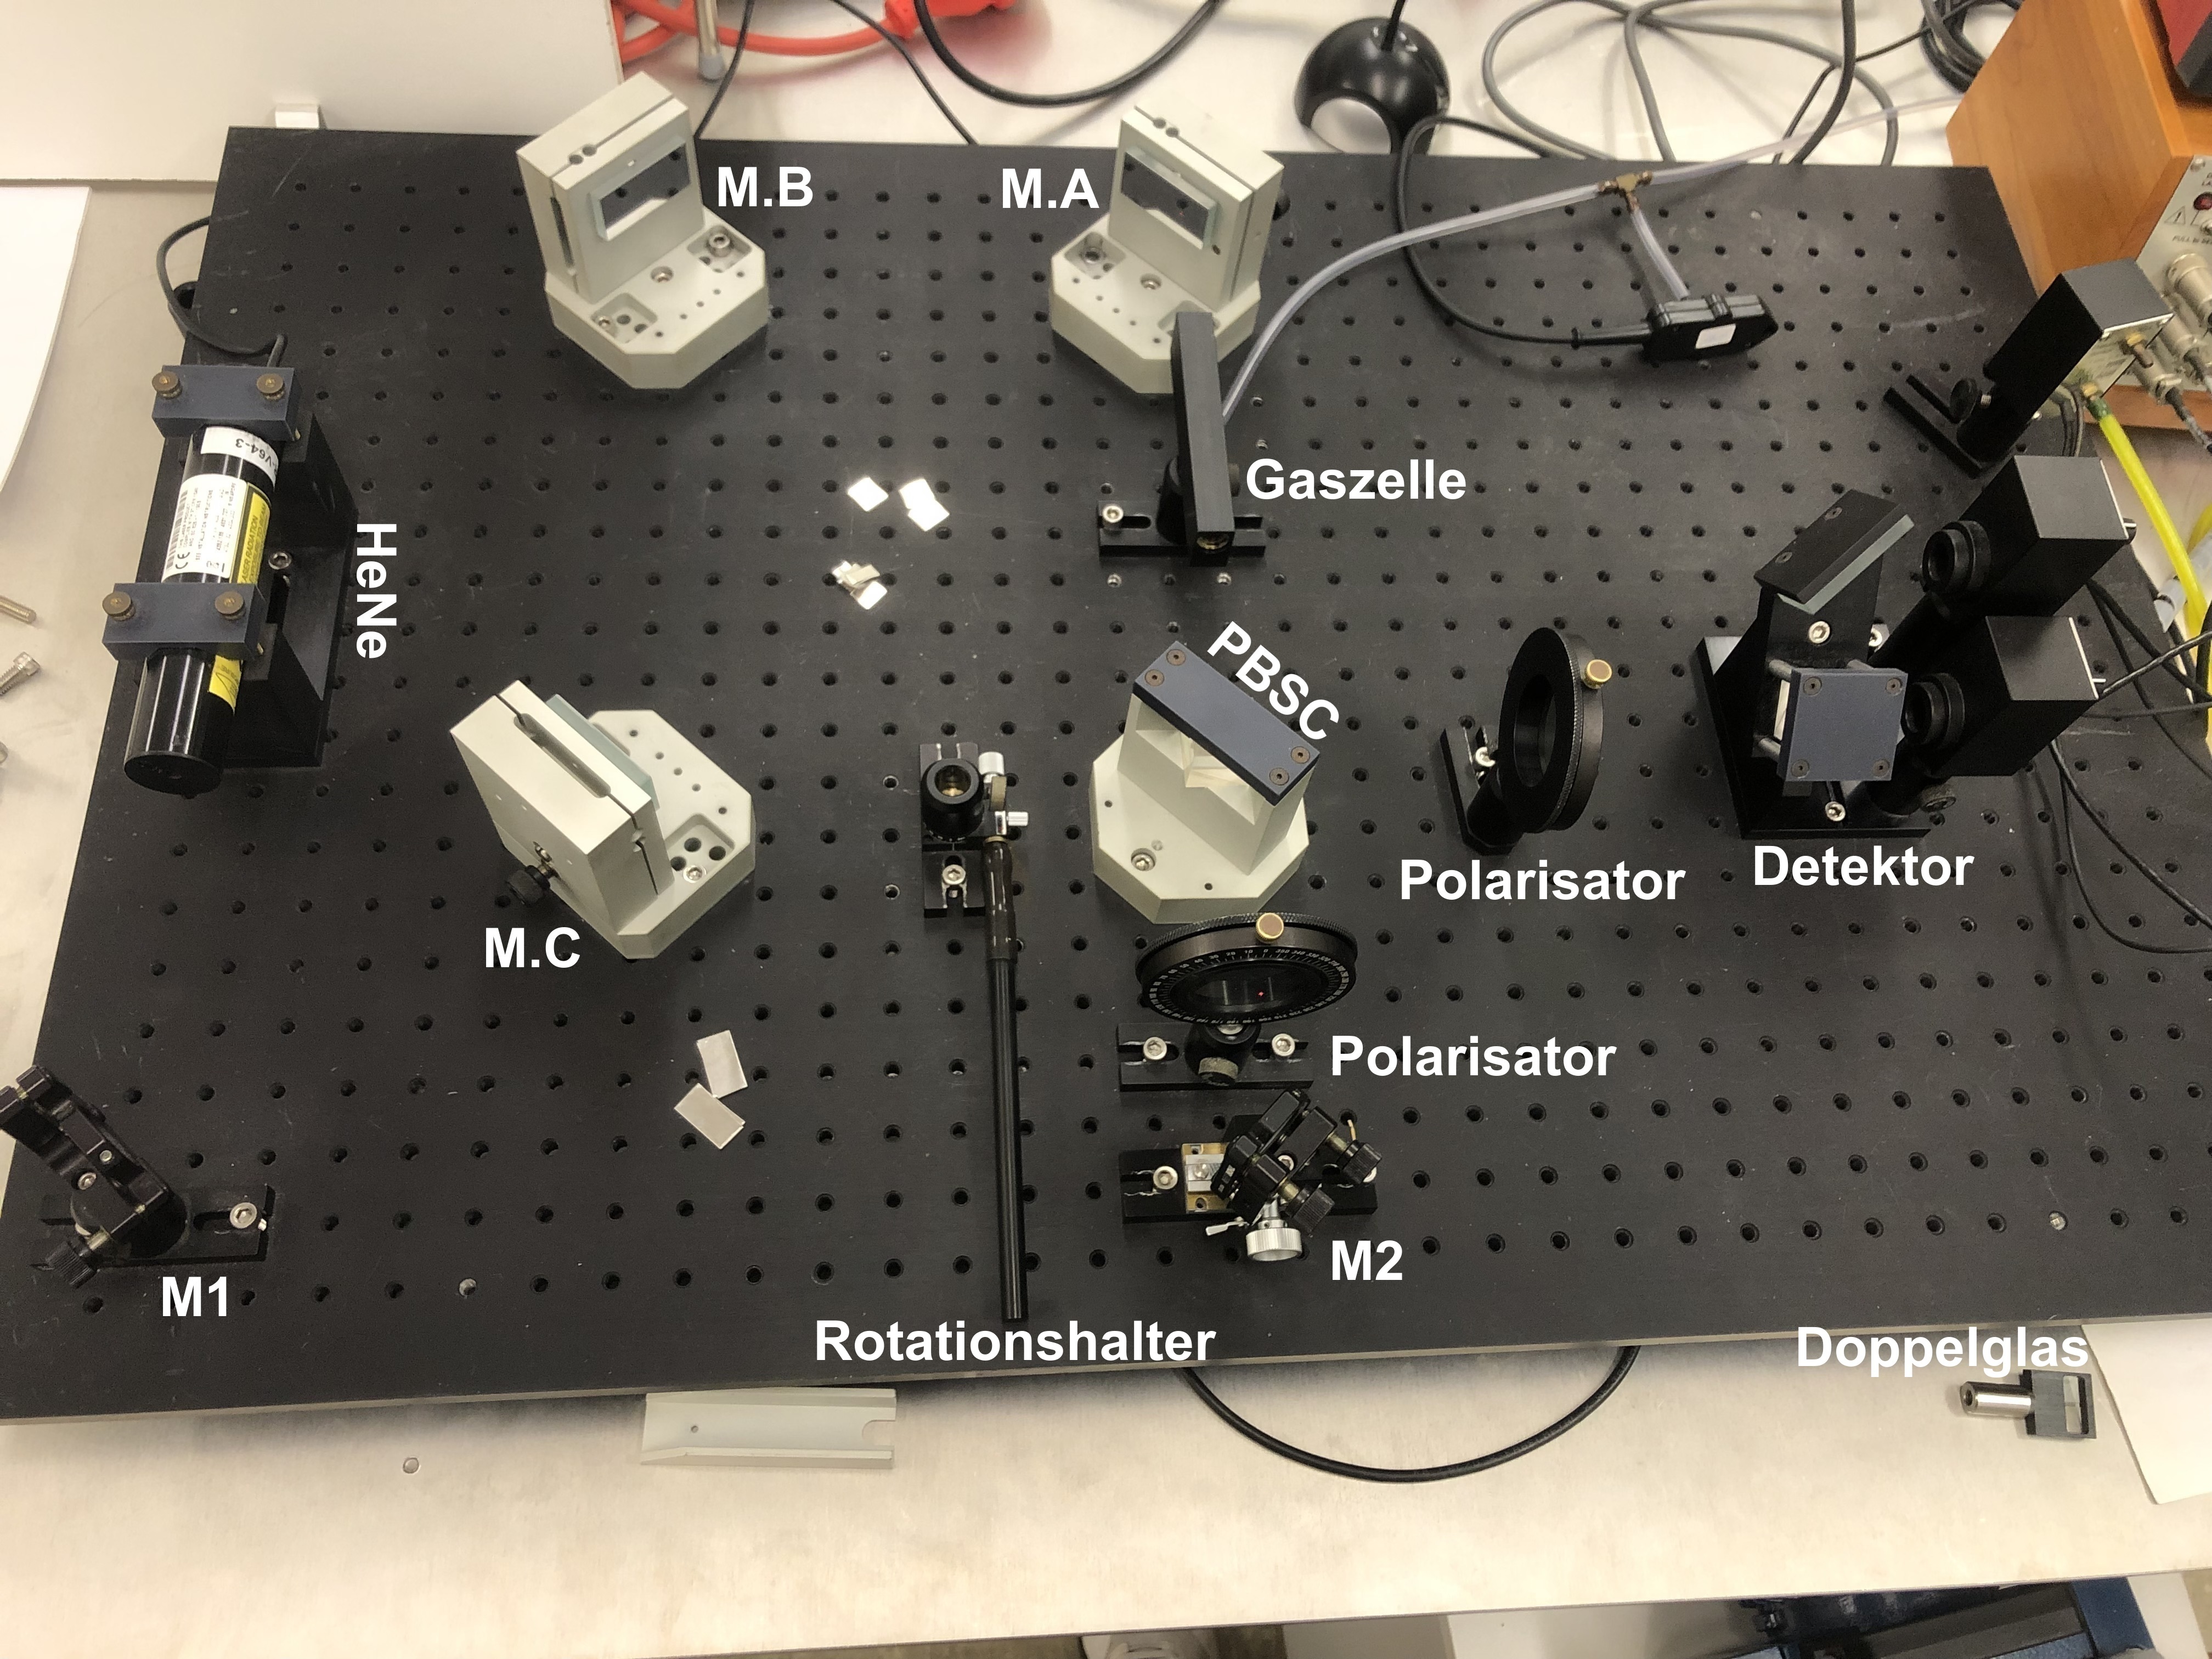 M.B
M.A
Gaszelle
HeNe
PBSC
Polarisator
Detektor
M.C
Polarisator
M1
M2
Rotationshalter
Doppelglas